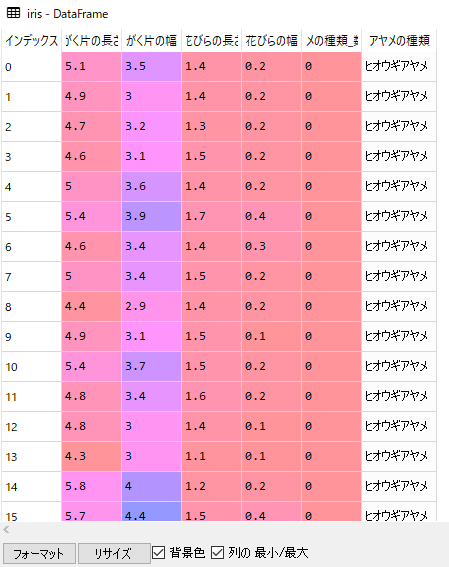 iris - DataFrame
インデックス がく片の長さ がく片の幅 花びらの長さ 花びらの幅 メの種類_数 アヤメの種類
0 5.1 3.5 1.4 0.2 0 ヒオウギアヤメ
1 4.9 3 1.4 0.2 0 ヒオウギアヤメ
2 4.7 3.2 1.3 0.2 0 ヒオウギアヤメ
3 4.6 3.1 1.5 0.2 0 ヒオウギアヤメ
4 5 3.6 1.4 0.2 0 ヒオウギアヤメ
5 5.4 3.9 1.7 0.4 0 ヒオウギアヤメ
6 4.6 3.4 1.4 0.3 0 ヒオウギアヤメ
7 5 3.4 1.5 0.2 0 ヒオウギアヤメ
8 4.4 2.9 1.4 0.2 0 ヒオウギアヤメ
9 4.9 3.1 1.5 0.1 0 ヒオウギアヤメ
10 5.4 3.7 1.5 0.2 0 ヒオウギアヤメ
11 4.8 3.4 1.6 0.2 0 ヒオウギアヤメ
12 4.8 3 1.4 0.1 0 ヒオウギアヤメ
13 4.3 3 1.1 0.1 0 ヒオウギアヤメ
14 5.8 4 1.2 0.2 0 ヒオウギアヤメ
15 5.7 4.4 1.5 0.4 0 ヒオウギアヤメ
フォーマット リサイズ 背景色 列の 最小/最大